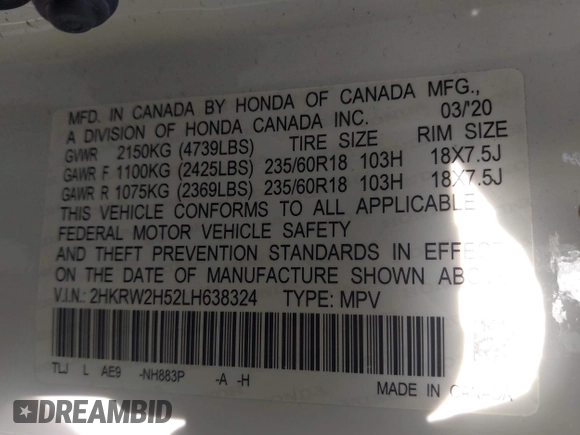 MFD. IN CANADA BY HONDA OF CANADA MFG.,
A DIVISION OF HONDA CANADA INC. 03/'20
GVWR 2150KG (4739LBS) TIRE SIZE RIM SIZE
GAWR F 1100KG (2425LBS) 235/60R18 103H 18X7.5J
GAWR R 1075KG (2369LBS) 235/60R18 103H 18X7.5J
THIS VEHICLE CONFORMS TO ALL APPLICABLE
FEDERAL MOTOR VEHICLE SAFETY
AND THEFT PREVENTION STANDARDS IN EFFECT
ON THE DATE OF MANUFACTURE SHOWN
V.I.N.: 2HKRW2H52LH638324 TYPE: MPV
TLJ L AE9 -NH883P -A -H
MADE IN CANADA
DREAMBID